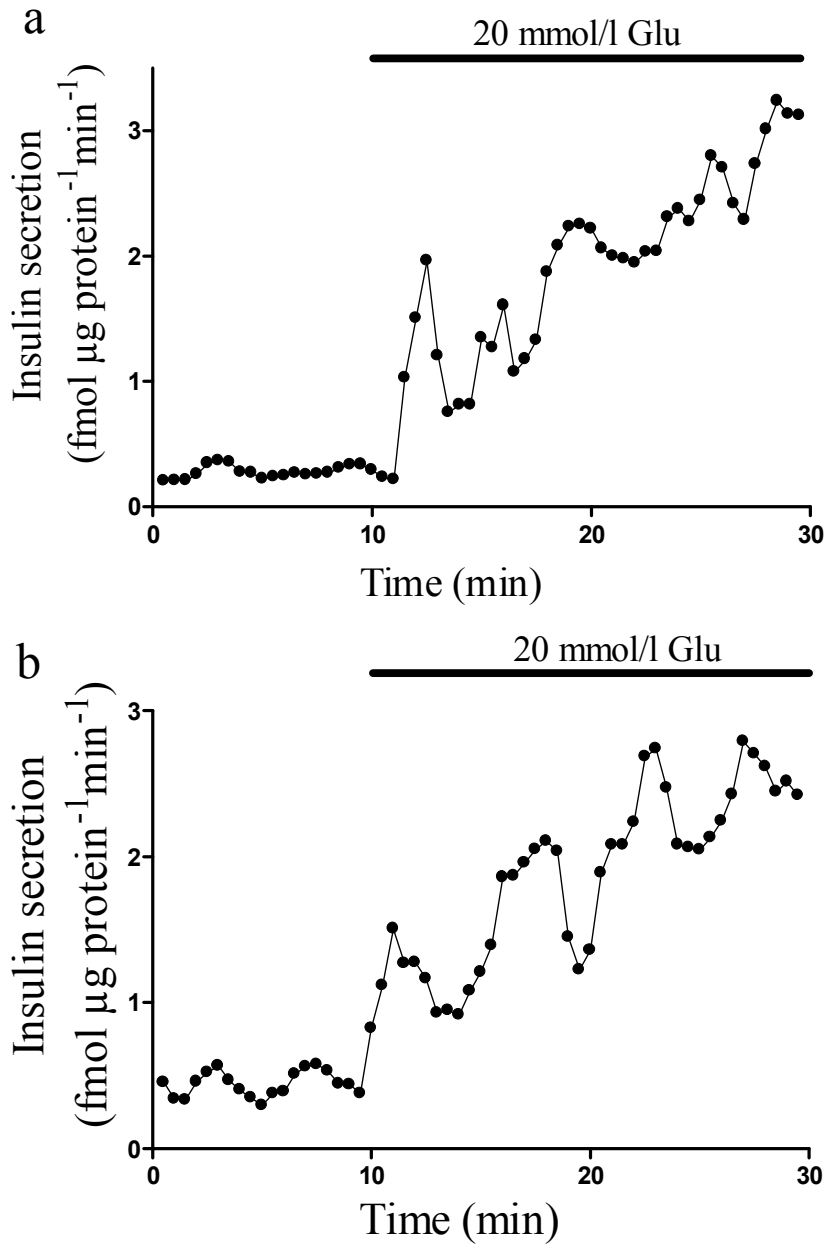 a
20 mmol/l Glu
Insulin secretion
(fmol µg protein⁻¹min⁻¹)
3
2
1
0
0 10 20 30
Time (min)
b
20 mmol/l Glu
Insulin secretion
(fmol µg protein⁻¹min⁻¹)
3
2
1
0
0 10 20 30
Time (min)